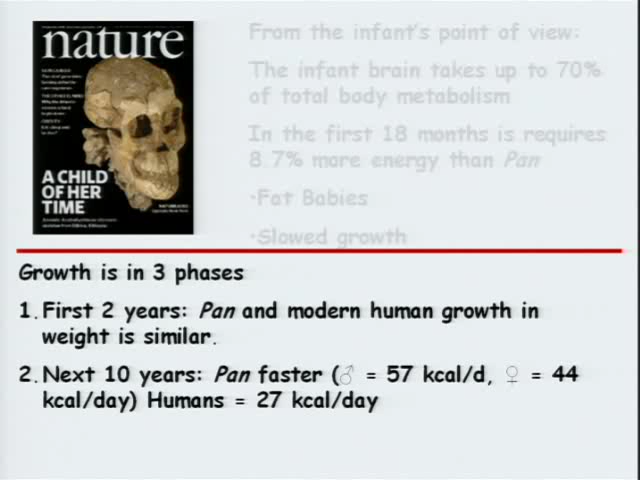 nature
A CHILD
OF HER
TIME
From the infant's point of view:
The infant brain takes up to 70%
of total body metabolism
In the first 18 months is requires
8.7% more energy than Pan
•Fat Babies
•Slowed growth
Growth is in 3 phases
1. First 2 years: Pan and modern human growth in
weight is similar.
2. Next 10 years: Pan faster (♂ = 57 kcal/d, ♀ = 44
kcal/day) Humans = 27 kcal/day